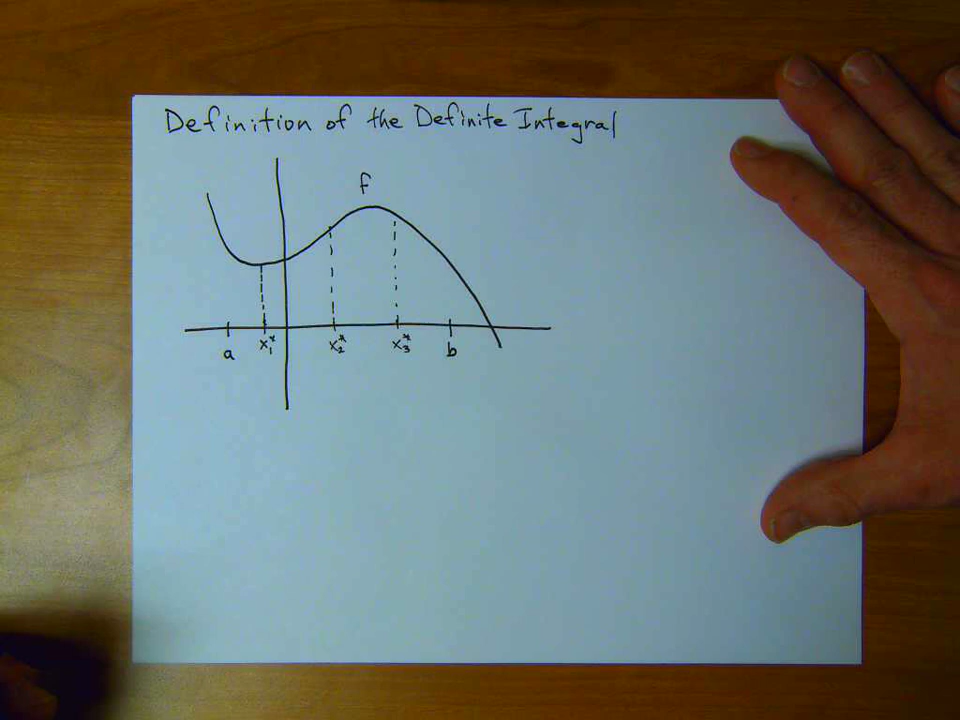 Definition of the Definite Integral
f
a x₁* x₂* x₃* b